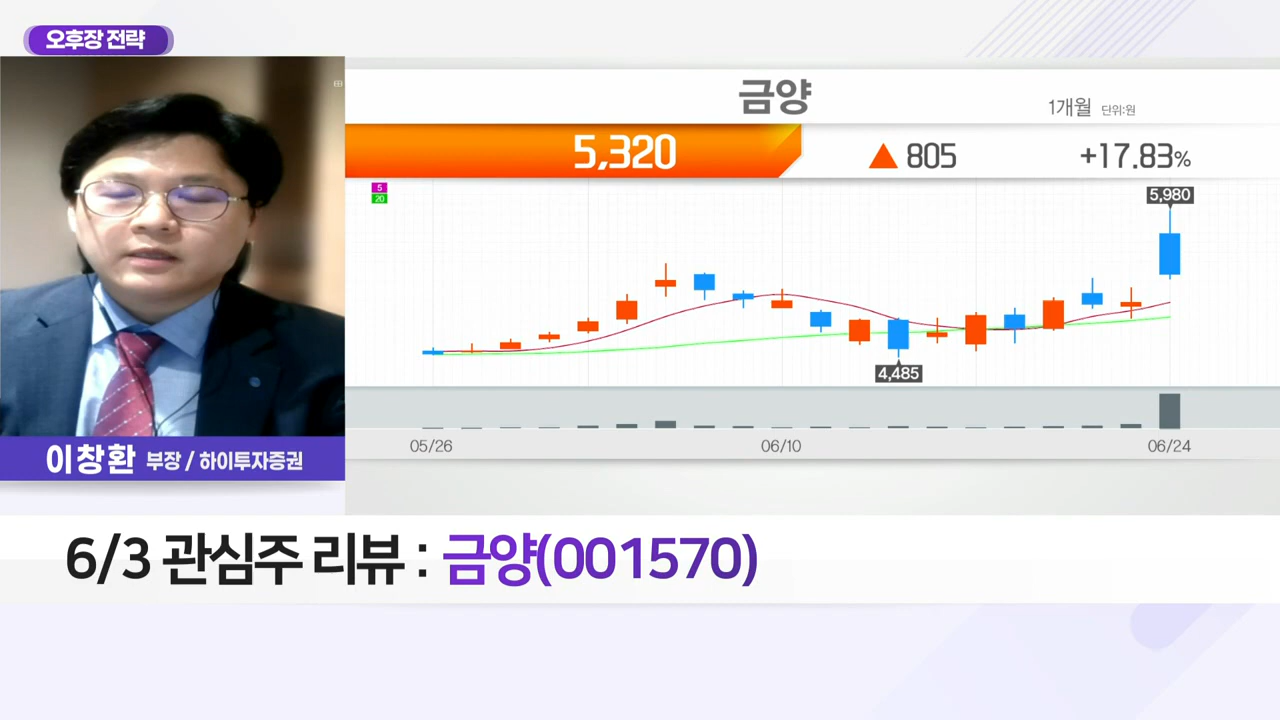 오후장 전략
금양
1개월 단위:원
5,320 ▲ 805 +17.83%
5
20
5,980
4,485
05/26 06/10 06/24
이창환 부장 / 하이투자증권
6/3 관심주 리뷰 : 금양(001570)